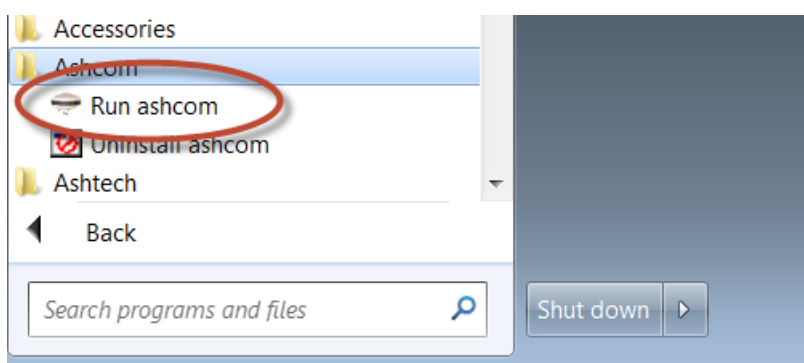 Accessories
Ashcom
Run ashcom
Uninstall ashcom
Ashtech
Back
Search programs and files
Shut down